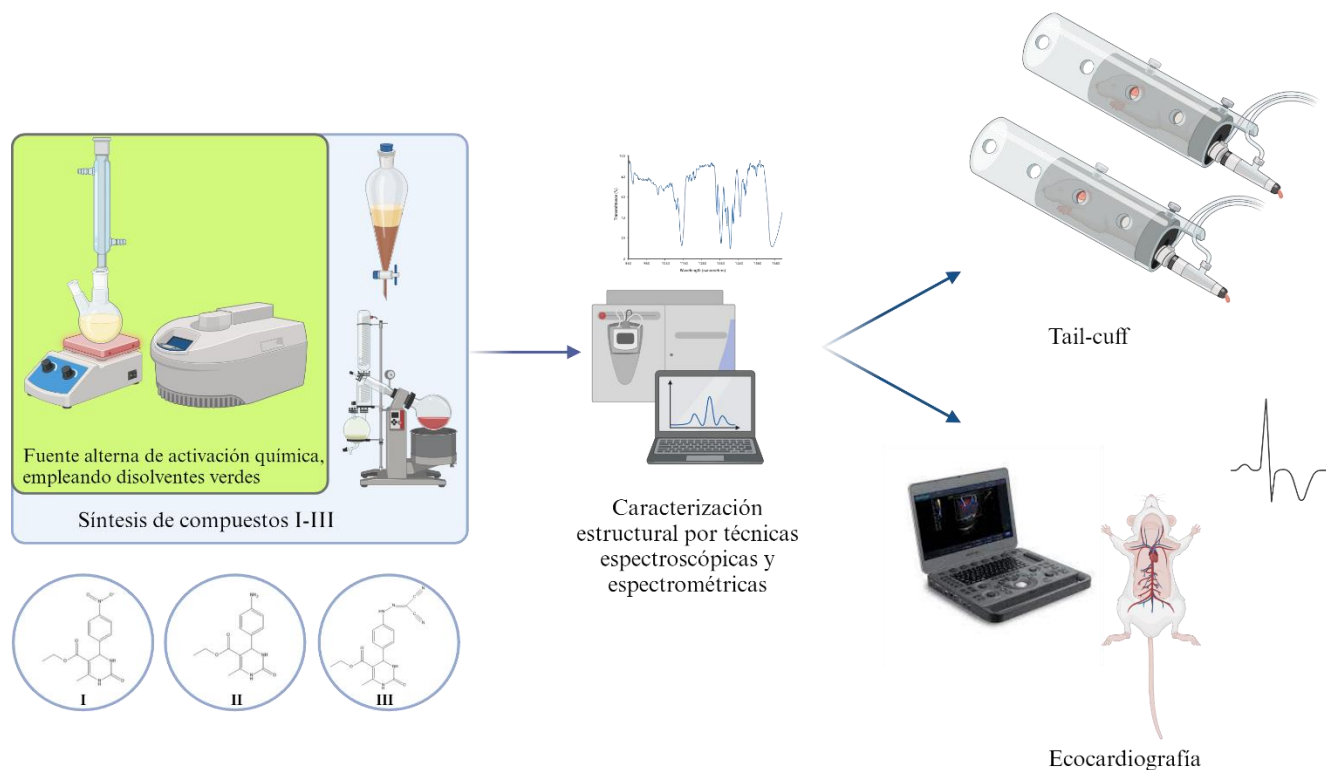 Fuente alterna de activación química,
empleando disolventes verdes
Síntesis de compuestos I-III
I
II
III
Caracterización
estructural por técnicas
espectroscópicas y
espectrométricas
Tail-cuff
Ecocardiografía